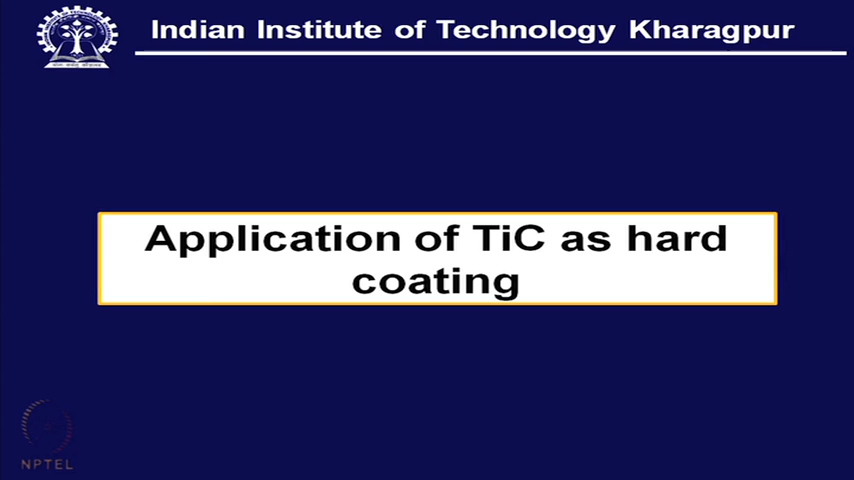 Indian Institute of Technology Kharagpur
Application of TiC as hard
coating
NPTEL